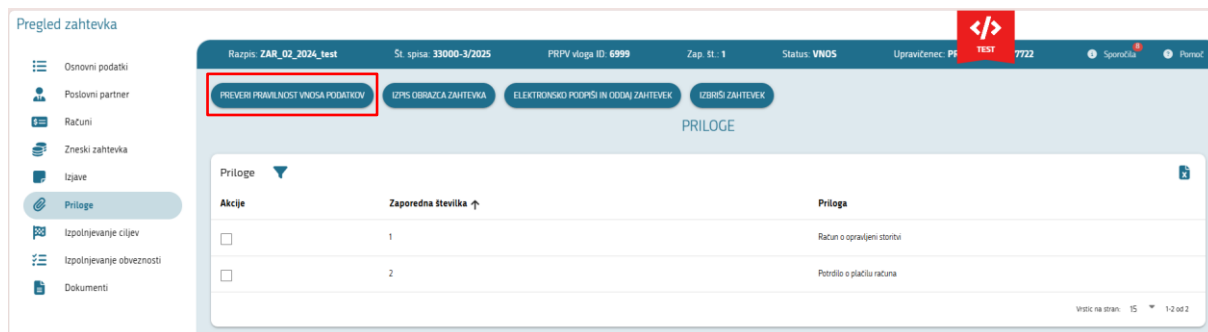 Pregled zahtevka
Razpis: ZAR_02_2024_test Št. spisa: 33000-3/2025 PRPV vloga ID: 6999 Zap. št.: 1 Status: VNOS Upravičenec: 7722 Sporočila Pomoč
</>
TEST
Osnovni podatki
Poslovni partner
Računi
Zneski zahtevka
Izjave
Priloge
Izpolnjevanje ciljev
Izpolnjevanje obveznosti
Dokumenti
PREVERI PRAVILNOST VNOSA PODATKOV IZPIS OBRAZCA ZAHTEVKA ELEKTRONSKO PODPIŠI IN ODDAJ ZAHTEVEK IZBRIŠI ZAHTEVEK
PRILOGE
Priloge
Akcije Zaporedna številka Priloga
1 Račun o opravljeni storitvi
2 Potrdilo o plačilu računa
Vrstic na stran: 15 1-2 od 2